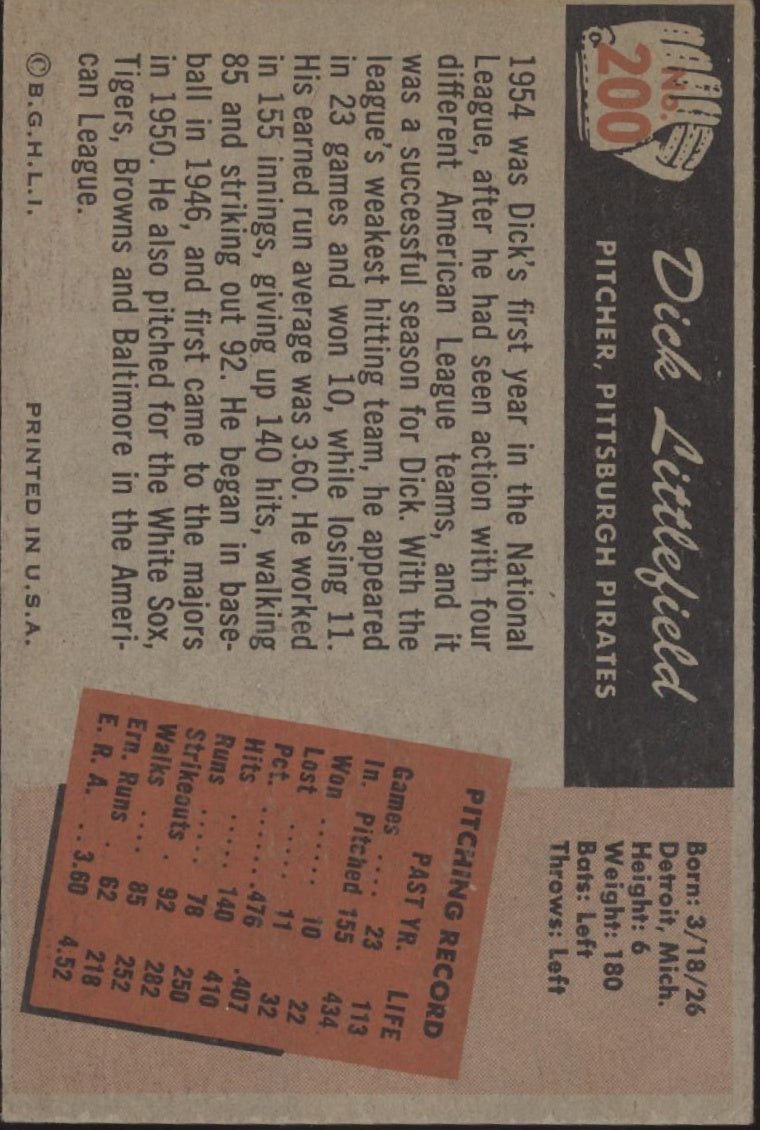 No.
200
Dick Littlefield
PITCHER, PITTSBURGH PIRATES
Born: 3/18/26
Detroit, Mich.
Height: 6
Weight: 180
Bats: Left
Throws: Left
1954 was Dick's first year in the National
League, after he had seen action with four
different American League teams, and it
was a successful season for Dick. With the
league's weakest hitting team, he appeared
in 23 games and won 10, while losing 11.
His earned run average was 3.60. He worked
in 155 innings, giving up 140 hits, walking
85 and striking out 92. He began in base-
ball in 1946, and first came to the majors
in 1950. He also pitched for the White Sox,
Tigers, Browns and Baltimore in the Ameri-
can League.
PITCHING RECORD
PAST YR. LIFE
Games .... 23 113
In. Pitched 155 434
Won ...... 10 22
Lost ...... 11 32
Pct. .......476 .407
Hits ..... 140 410
Runs ..... 78 250
Strikeouts . 92 282
Walks .... 85 252
Ern. Runs . 62 218
E. R. A. ... 3.60 4.52
© B.G.H.L.I. PRINTED IN U.S.A.